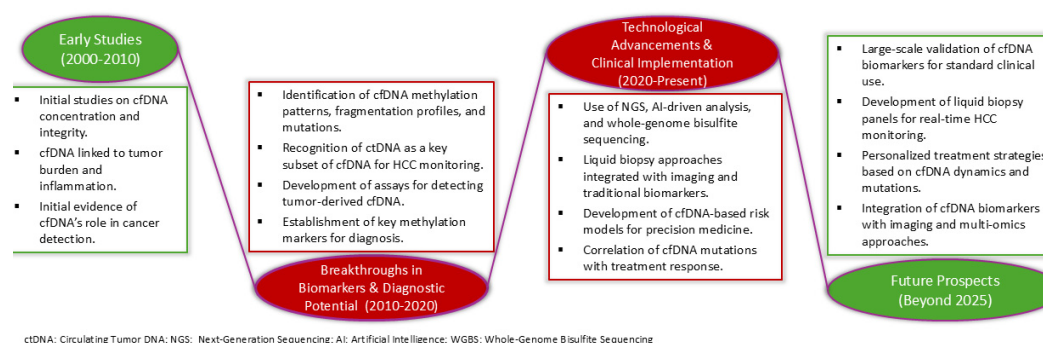 Early Studies
(2000-2010)
▪ Initial studies on cfDNA
concentration and
integrity.
▪ cfDNA linked to tumor
burden and
inflammation.
▪ Initial evidence of
cfDNA's role in cancer
detection.
▪ Identification of cfDNA methylation
patterns, fragmentation profiles, and
mutations.
▪ Recognition of ctDNA as a key
subset of cfDNA for HCC monitoring.
▪ Development of assays for detecting
tumor-derived cfDNA.
▪ Establishment of key methylation
markers for diagnosis.
Breakthroughs in
Biomarkers & Diagnostic
Potential (2010-2020)
Technological
Advancements &
Clinical Implementation
(2020-Present)
▪ Use of NGS, AI-driven analysis,
and whole-genome bisulfite
sequencing.
▪ Liquid biopsy approaches
integrated with imaging and
traditional biomarkers.
▪ Development of cfDNA-based risk
models for precision medicine.
▪ Correlation of cfDNA mutations
with treatment response.
▪ Large-scale validation of cfDNA
biomarkers for standard clinical
use.
▪ Development of liquid biopsy
panels for real-time HCC
monitoring.
▪ Personalized treatment strategies
based on cfDNA dynamics and
mutations.
▪ Integration of cfDNA biomarkers
with imaging and multi-omics
approaches.
Future Prospects
(Beyond 2025)
ctDNA: Circulating Tumor DNA; NGS: Next-Generation Sequencing; AI: Artificial Intelligence; WGBS: Whole-Genome Bisulfite Sequencing